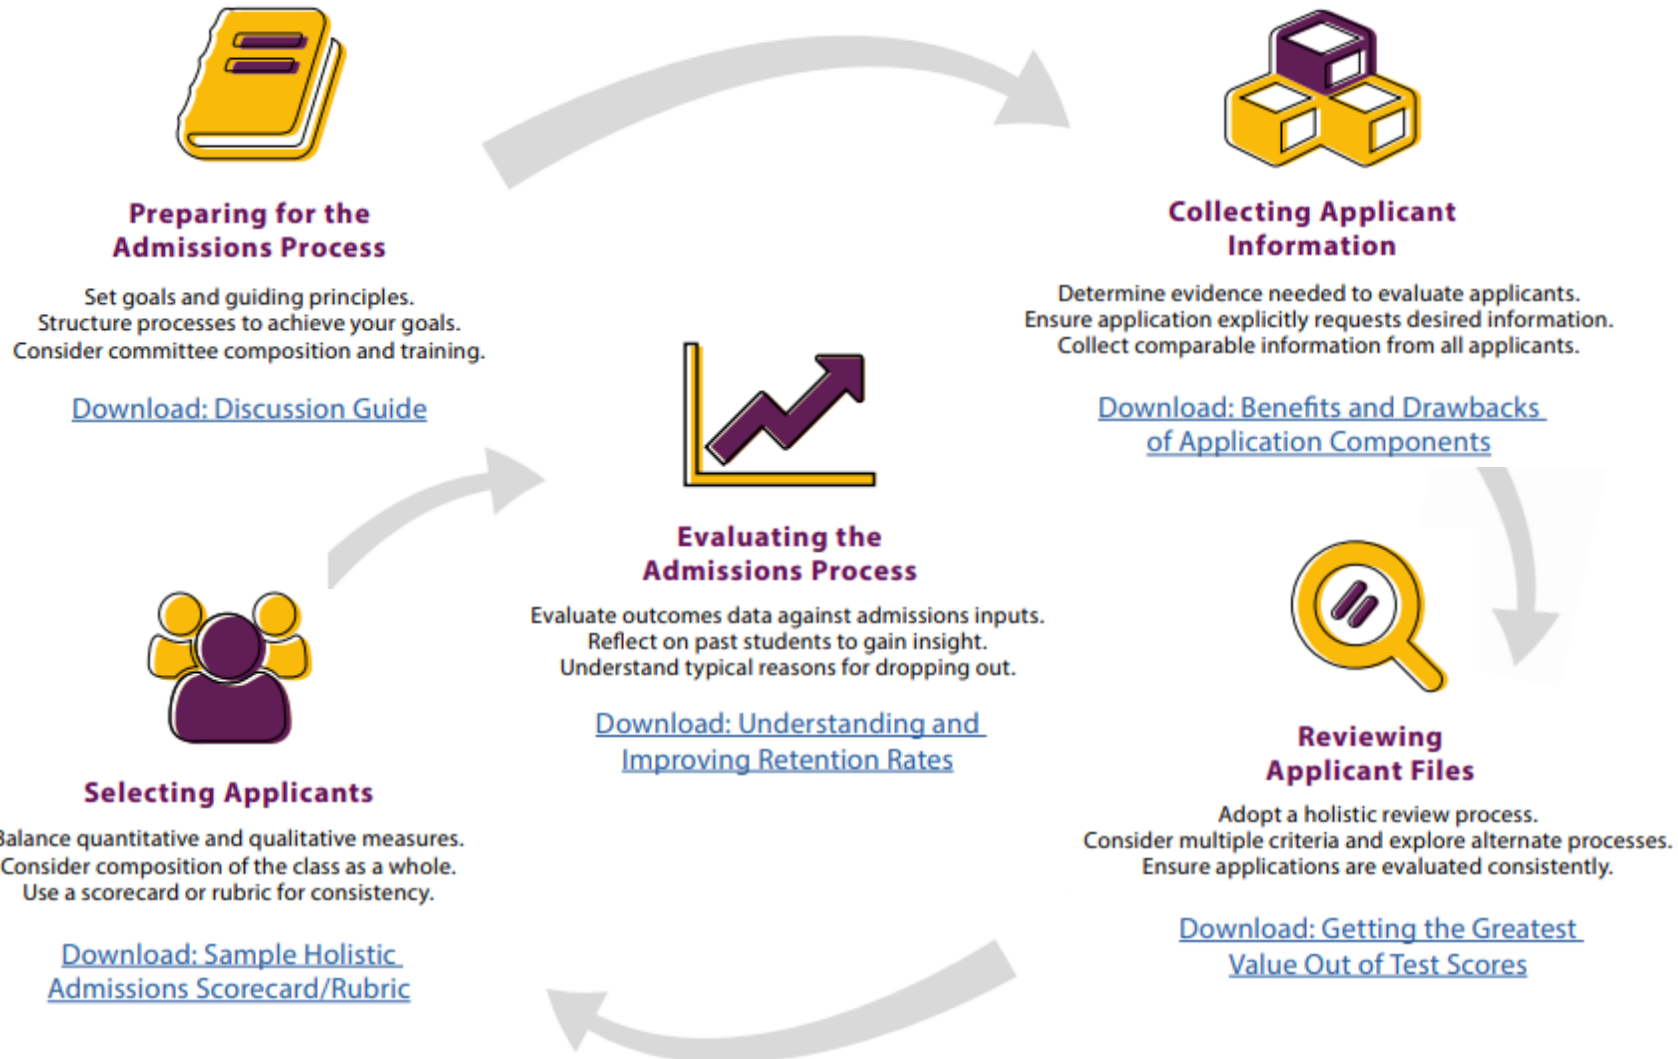 Preparing for the
Admissions Process
Set goals and guiding principles.
Structure processes to achieve your goals.
Consider committee composition and training.
Download: Discussion Guide
Collecting Applicant
Information
Determine evidence needed to evaluate applicants.
Ensure application explicitly requests desired information.
Collect comparable information from all applicants.
Download: Benefits and Drawbacks
of Application Components
Evaluating the
Admissions Process
Evaluate outcomes data against admissions inputs.
Reflect on past students to gain insight.
Understand typical reasons for dropping out.
Download: Understanding and
Improving Retention Rates
Reviewing
Applicant Files
Adopt a holistic review process.
Consider multiple criteria and explore alternate processes.
Ensure applications are evaluated consistently.
Download: Getting the Greatest
Value Out of Test Scores
Selecting Applicants
Balance quantitative and qualitative measures.
Consider composition of the class as a whole.
Use a scorecard or rubric for consistency.
Download: Sample Holistic
Admissions Scorecard/Rubric